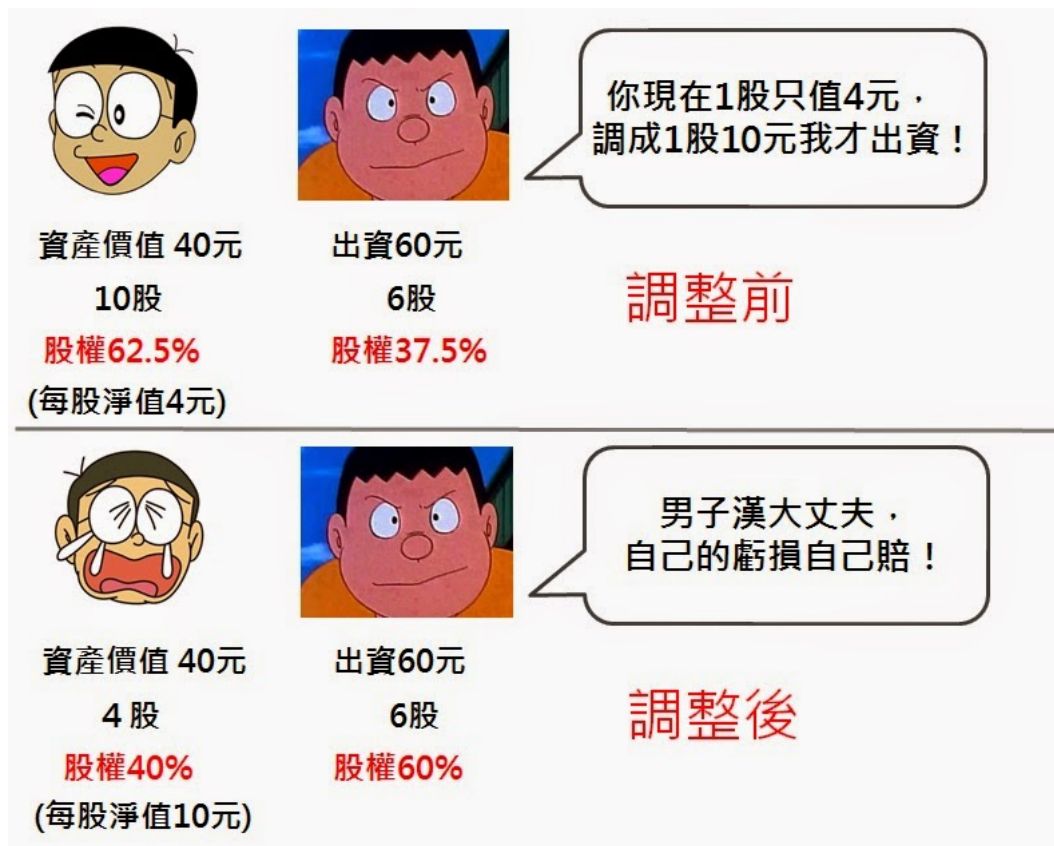 你現在1股只值4元，
調成1股10元我才出資！
資產價值 40元
出資60元
10股
6股
調整前
股權62.5%
股權37.5%
(每股淨值4元)
男子漢大丈夫，
自己的虧損自己賠！
資產價值 40元
出資60元
4 股
6股
調整後
股權40%
股權60%
(每股淨值10元)